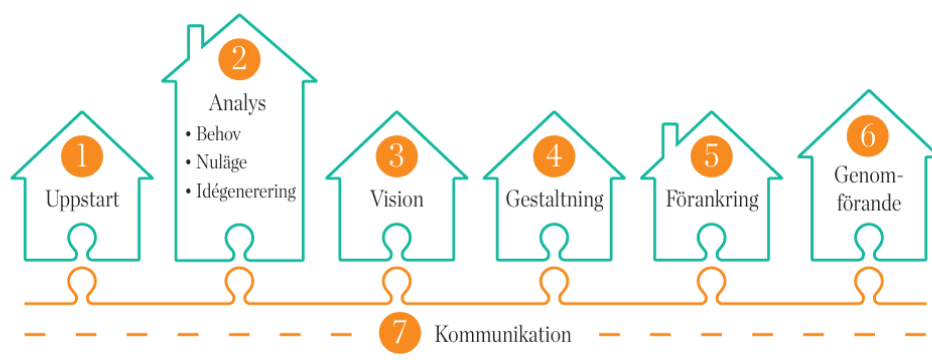 1
Uppstart
2
Analys
• Behov
• Nuläge
• Idégenerering
3
Vision
4
Gestaltning
5
Förankring
6
Genom-
förande
7 Kommunikation